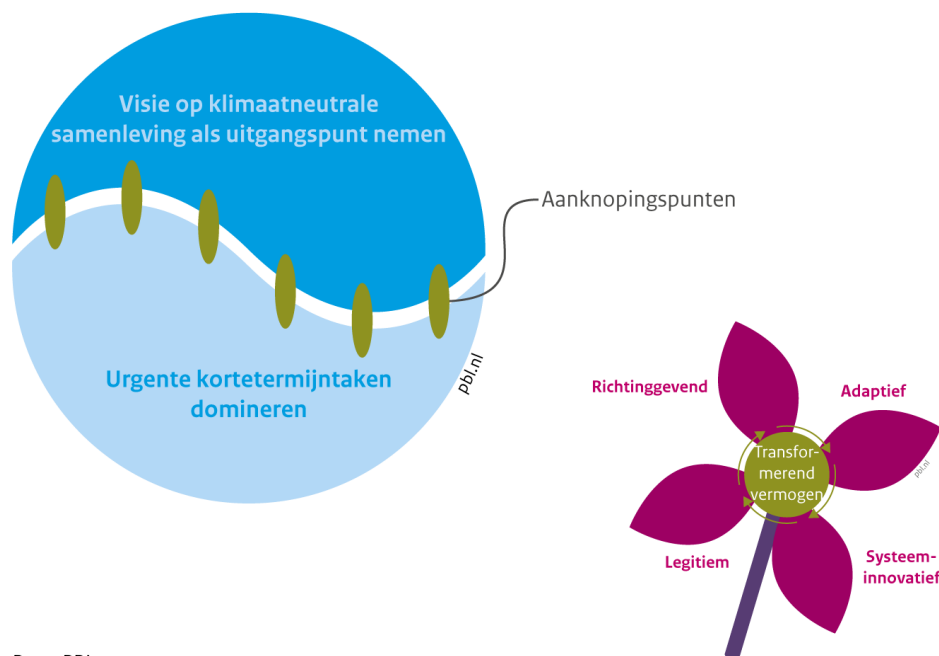 Visie op klimaatneutrale
samenleving als uitgangspunt nemen
Aanknopingspunten
Urgente kortetermijntaken
domineren
pbl.nl
Richtinggevend
Adaptief
Transfor-
merend
vermogen
pbl.nl
Legitiem
Systeem-
innovatief